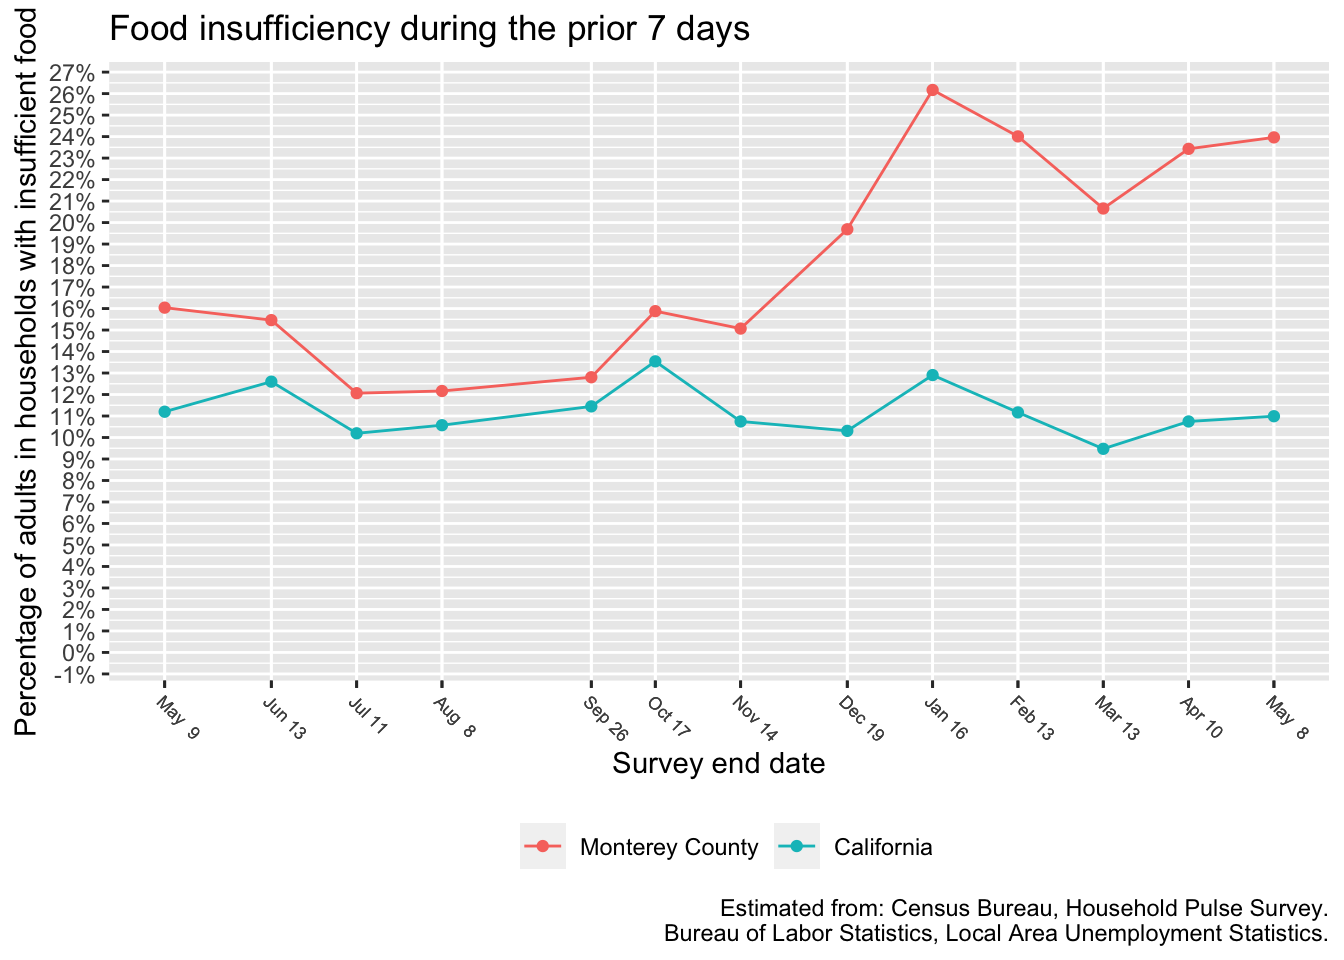 Food insufficiency during the prior 7 days
Percentage of adults in households with insufficient food
27%
26%
25%
24%
23%
22%
21%
20%
19%
18%
17%
16%
15%
14%
13%
12%
11%
10%
9%
8%
7%
6%
5%
4%
3%
2%
1%
0%
-1%
May 9
Jun 13
Jul 11
Aug 8
Sep 26
Oct 17
Nov 14
Dec 19
Jan 16
Feb 13
Mar 13
Apr 10
May 8
Survey end date
Monterey County
California
Estimated from: Census Bureau, Household Pulse Survey.
Bureau of Labor Statistics, Local Area Unemployment Statistics.